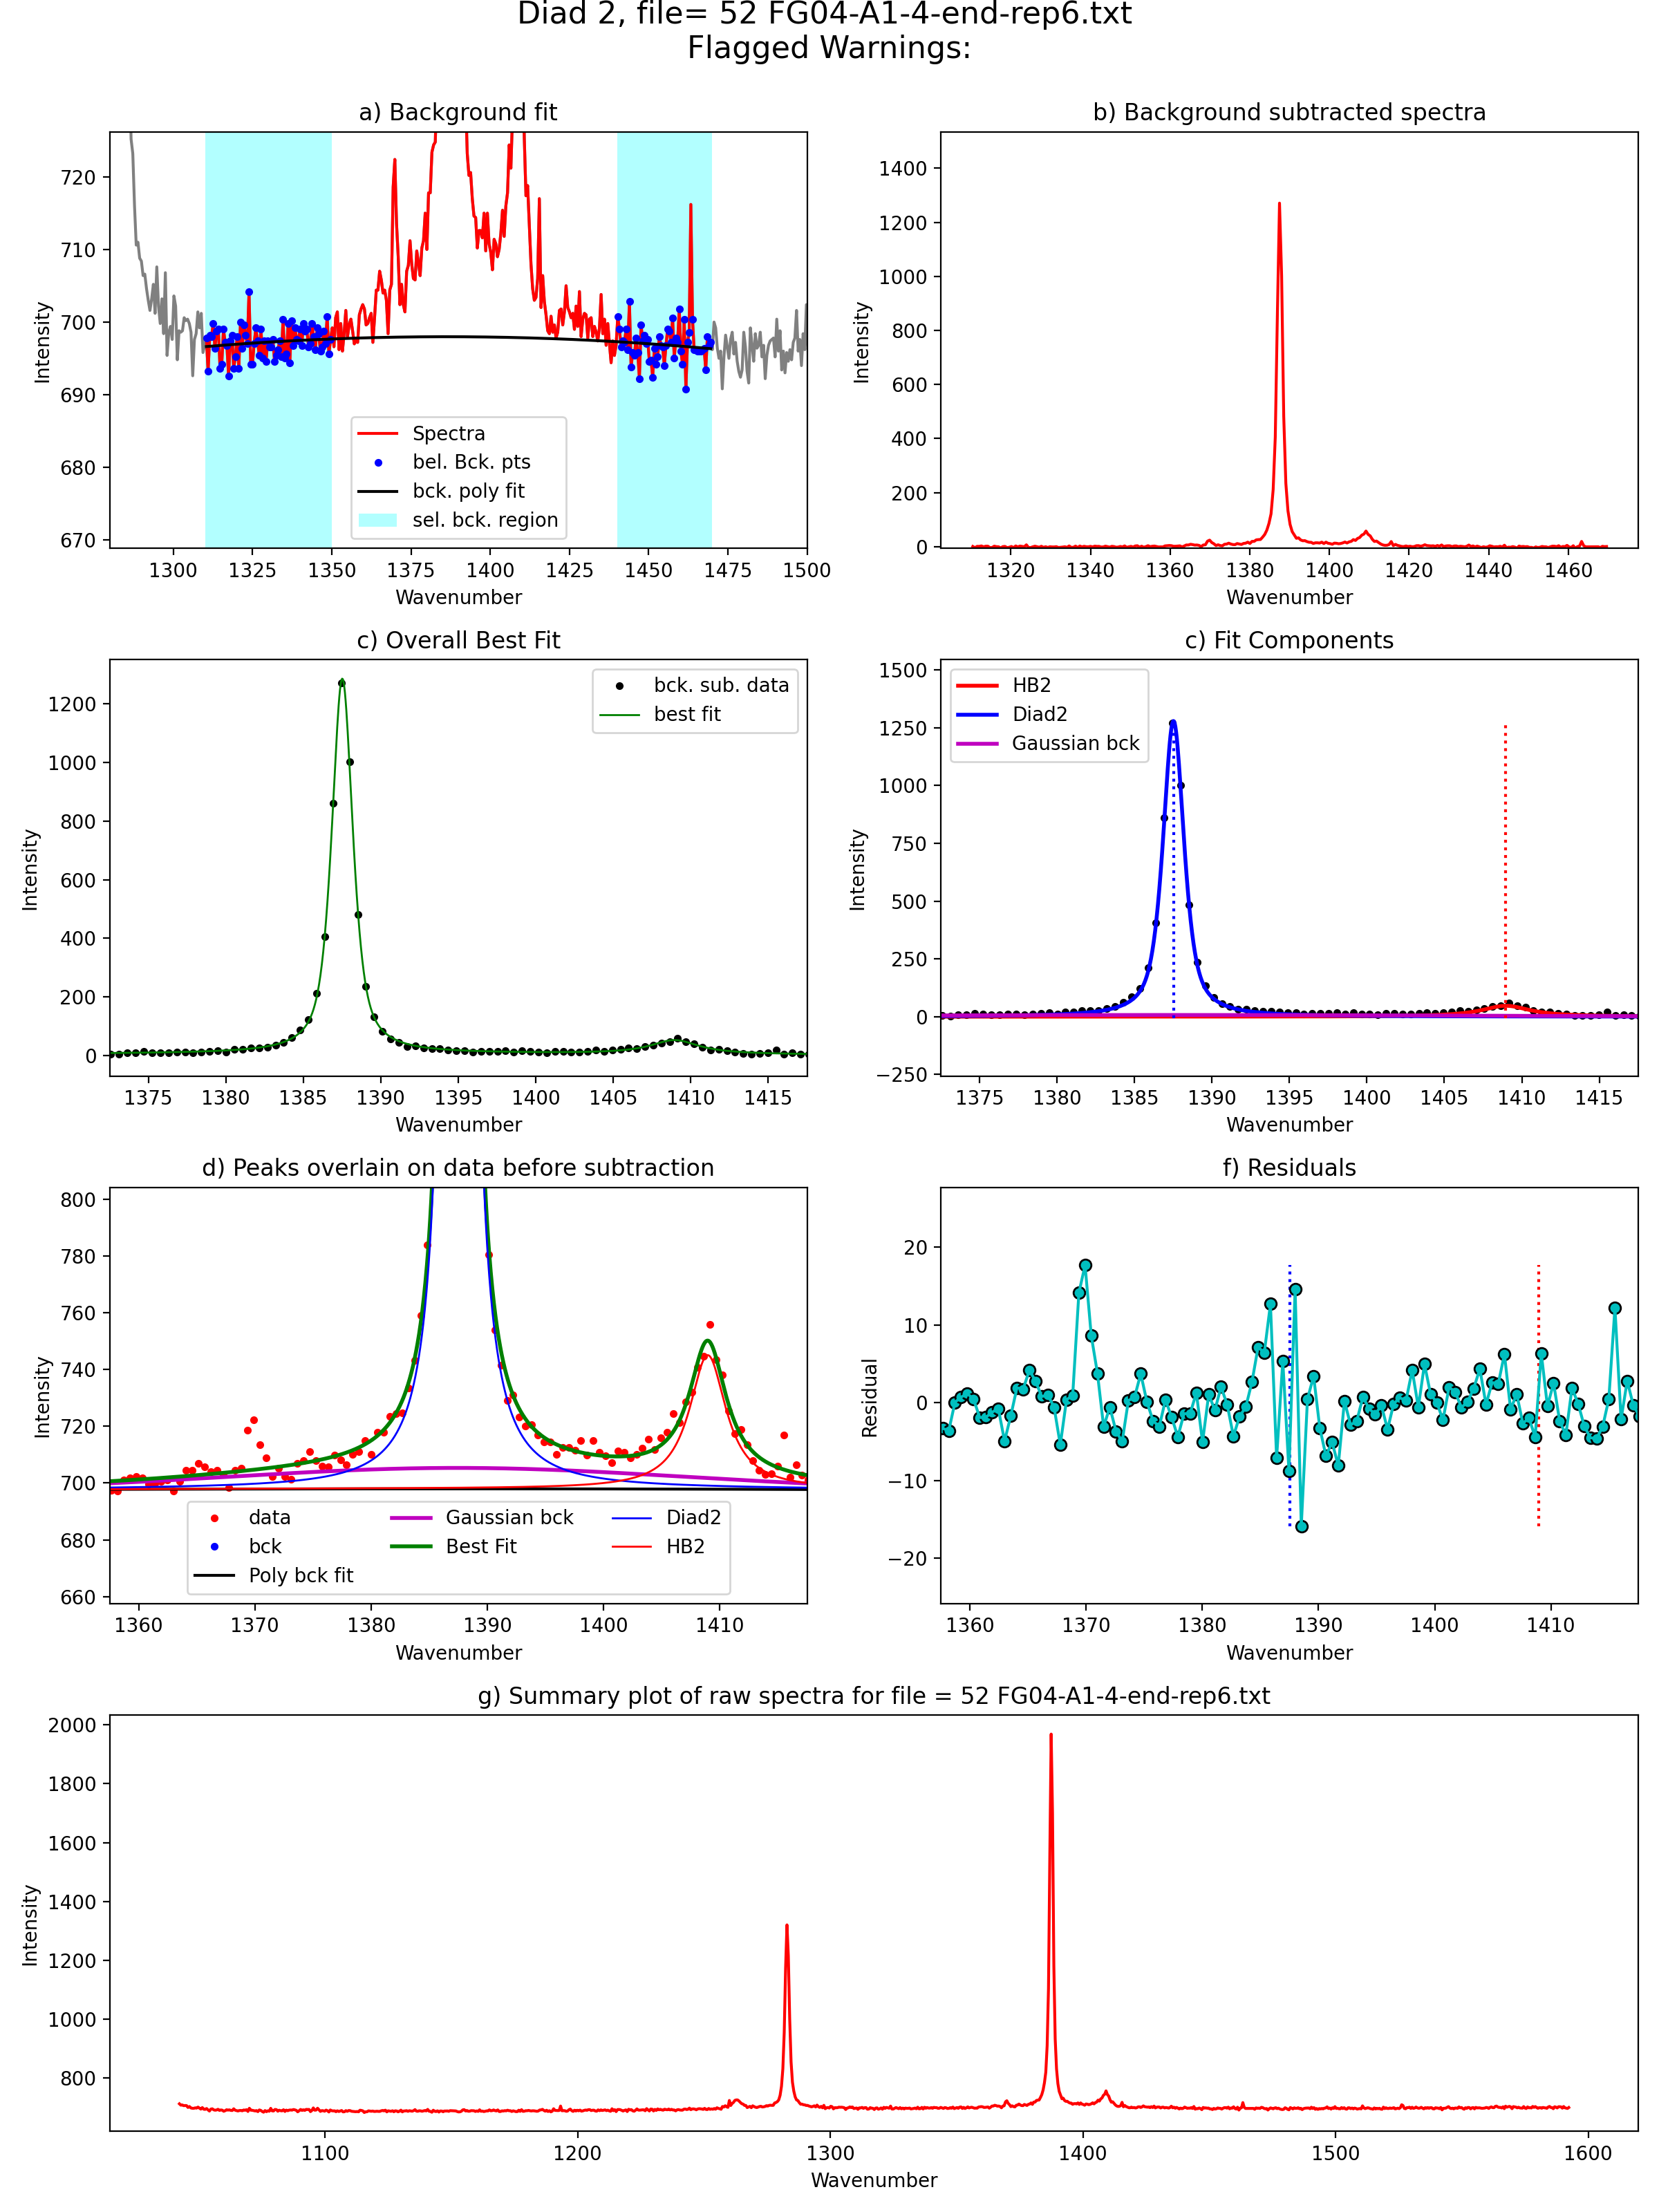 Diad 2, file= 52 FG04-A1-4-end-rep6.txt
Flagged Warnings:
a) Background fit
720
710
700
690
680
670
Intensity
Spectra
bel. Bck. pts
bck. poly fit
sel. bck. region
1300 1325 1350 1375 1400 1425 1450 1475 1500
Wavenumber
b) Background subtracted spectra
1400
1200
1000
800
600
400
200
0
Intensity
1320 1340 1360 1380 1400 1420 1440 1460
Wavenumber
c) Overall Best Fit
1200
1000
800
600
400
200
0
Intensity
bck. sub. data
best fit
1375 1380 1385 1390 1395 1400 1405 1410 1415
Wavenumber
c) Fit Components
1500
1250
1000
750
500
250
0
−250
Intensity
HB2
Diad2
Gaussian bck
1375 1380 1385 1390 1395 1400 1405 1410 1415
Wavenumber
d) Peaks overlain on data before subtraction
800
780
760
740
720
700
680
660
Intensity
data
bck
Poly bck fit
Gaussian bck
Best Fit
Diad2
HB2
1360 1370 1380 1390 1400 1410
Wavenumber
f) Residuals
20
10
0
−10
−20
Residual
1360 1370 1380 1390 1400 1410
Wavenumber
g) Summary plot of raw spectra for file = 52 FG04-A1-4-end-rep6.txt
2000
1800
1600
1400
1200
1000
800
Intensity
1100 1200 1300 1400 1500 1600
Wavenumber